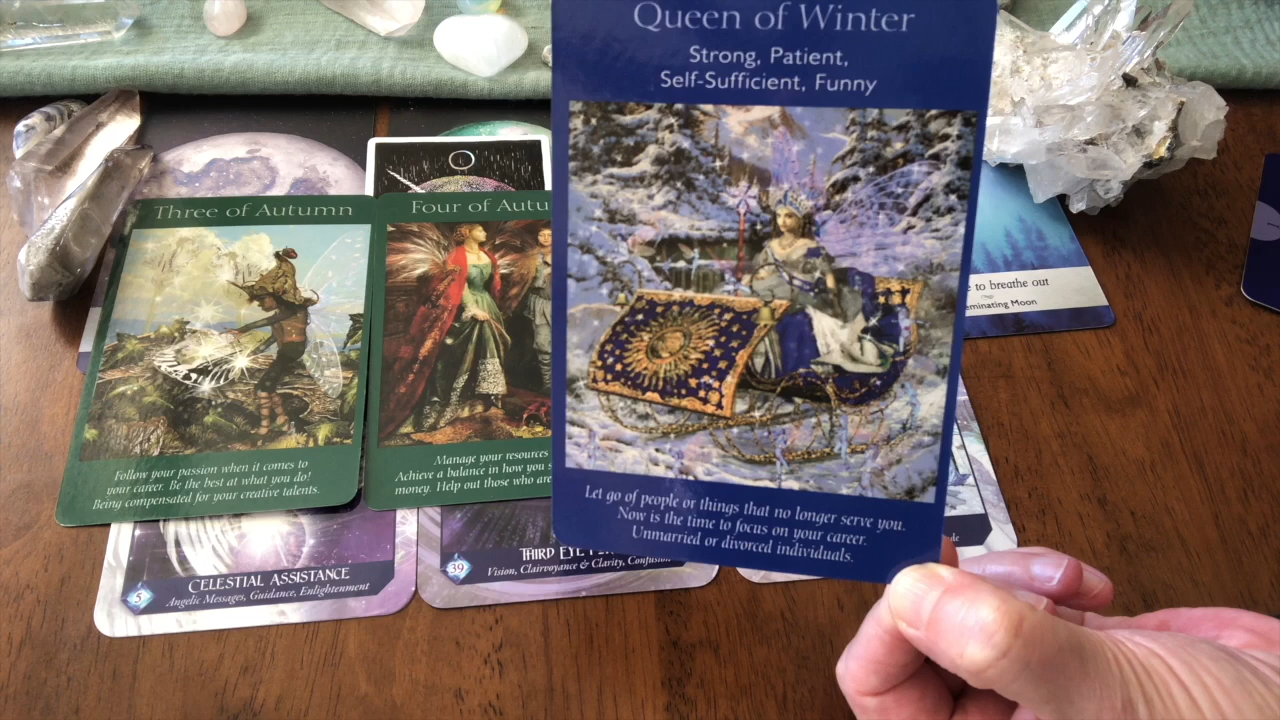 Queen of Winter
Strong, Patient,
Self-Sufficient, Funny
Let go of people or things that no longer serve you.
Now is the time to focus on your career.
Unmarried or divorced individuals.
Three of Autumn
Follow your passion when it comes to
your career. Be the best at what you do!
Being compensated for your creative talents.
Four of Autu
Manage your resources
Achieve a balance in how you s
money. Help out those who are
to breathe out
eminating Moon
5
CELESTIAL ASSISTANCE
Angelic Messages, Guidance, Enlightenment
39
THIRD EYE
Vision, Clairvoyance & Clarity, Confusion